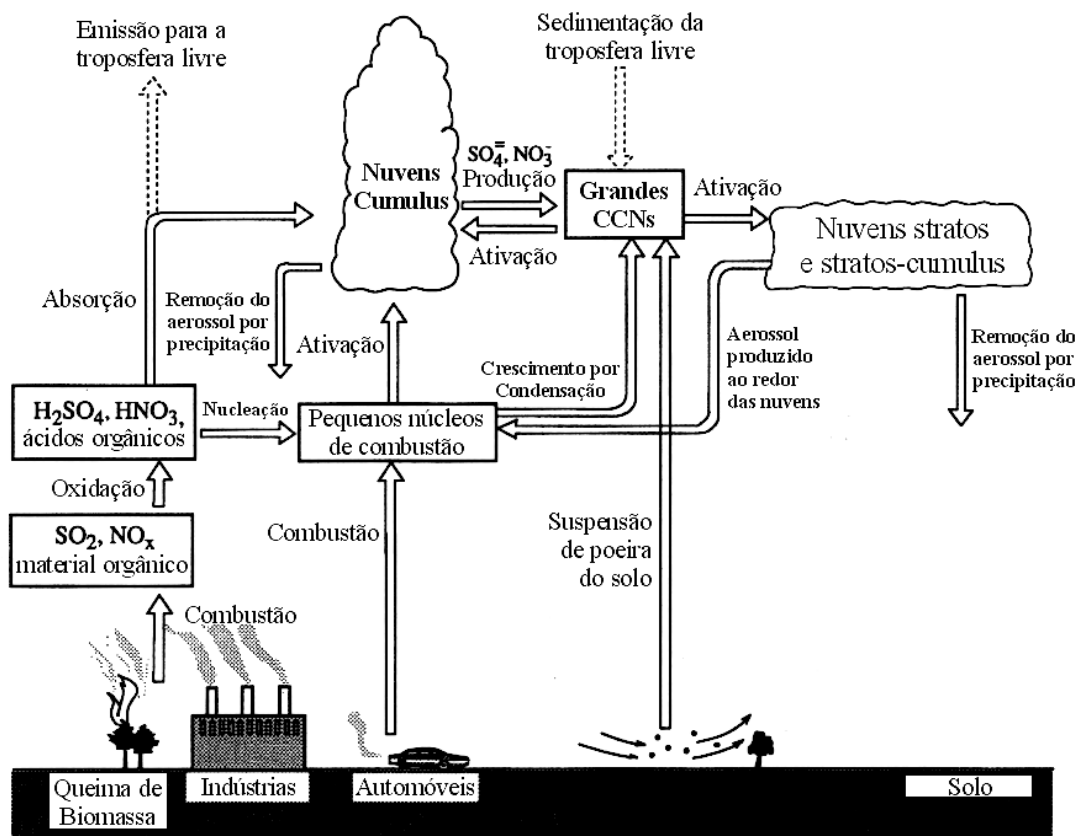 Emissão para a
troposfera livre
Sedimentação da
troposfera livre
Nuvens
Cumulus
SO₄⁼, NO₃⁻
Produção
Ativação
Grandes
CCNs
Ativação
Nuvens stratos
e stratos-cumulus
Absorção
Remoção do
aerossol por
precipitação
Ativação
Crescimento por
Condensação
Aerossol
produzido
ao redor
das nuvens
Remoção do
aerossol por
precipitação
H₂SO₄, HNO₃,
ácidos orgânicos
Nucleação
Pequenos núcleos
de combustão
Oxidação
SO₂, NOₓ
material orgânico
Combustão
Combustão
Suspensão
de poeira
do solo
Queima de
Biomassa
Indústrias
Automóveis
Solo